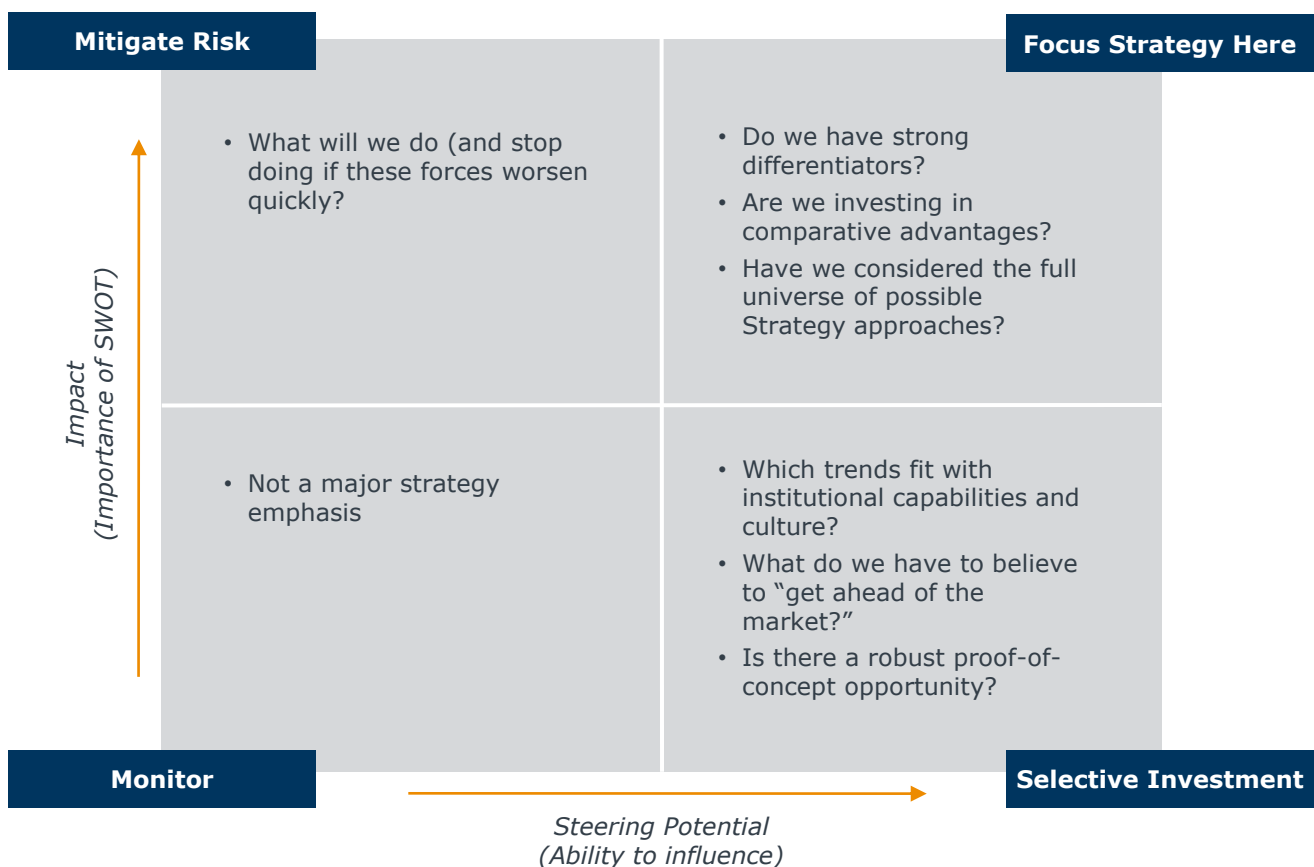 Mitigate Risk
Focus Strategy Here
• What will we do (and stop
doing if these forces worsen
quickly?
• Do we have strong
differentiators?
• Are we investing in
comparative advantages?
• Have we considered the full
universe of possible
Strategy approaches?
Impact
(Importance of SWOT)
• Not a major strategy
emphasis
• Which trends fit with
institutional capabilities and
culture?
• What do we have to believe
to “get ahead of the
market?”
• Is there a robust proof-of-
concept opportunity?
Monitor
Selective Investment
Steering Potential
(Ability to influence)